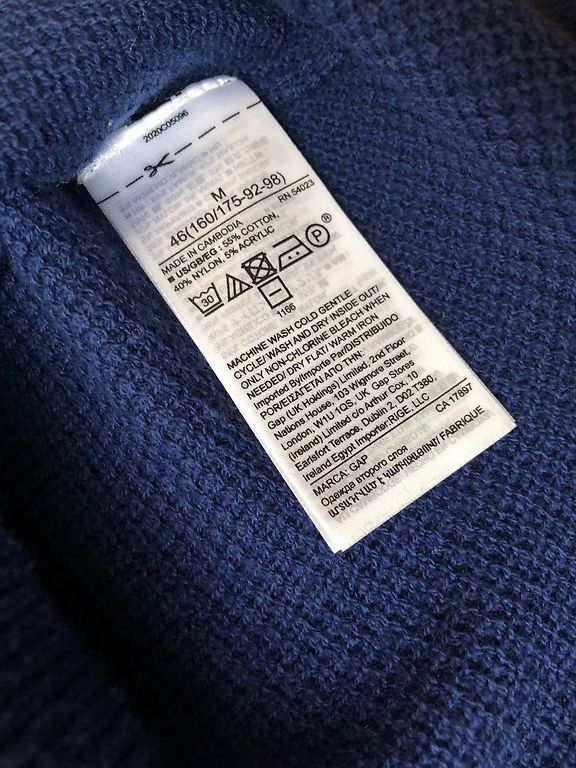 2020C05096
M
46(160/175-92-98)
RN 54023
MADE IN CAMBODIA
■ US/GB/EG : 55% COTTON,
40% NYLON, 5% ACRYLIC
30
P
®
1166
MACHINE WASH COLD GENTLE
CYCLE/ WASH AND DRY INSIDE OUT/
ONLY NON-CHLORINE BLEACH WHEN
NEEDED/ DRY FLAT/ WARM IRON
Imported By/Importe Par/DISTRIBUIDO
POR/ΕΙΣΑΓΕΤΑΙ ΑΠΟ ΤΗΝ:
Gap (UK Holdings) Limited, 2nd Floor
Nations House, 103 Wigmore Street,
London, W1U 1QS, UK Gap Stores
(Ireland) Limited c/o Arthur Cox, 10
Earlsfort Terrace, Dublin 2, D02 T380,
Ireland Egypt Importer:RIGE, LLC
CA 17897
MARCA: GAP
Одежда второго слоя
ԱՐՏԱԴՐՎԱԾ Է/ FABRIQUE